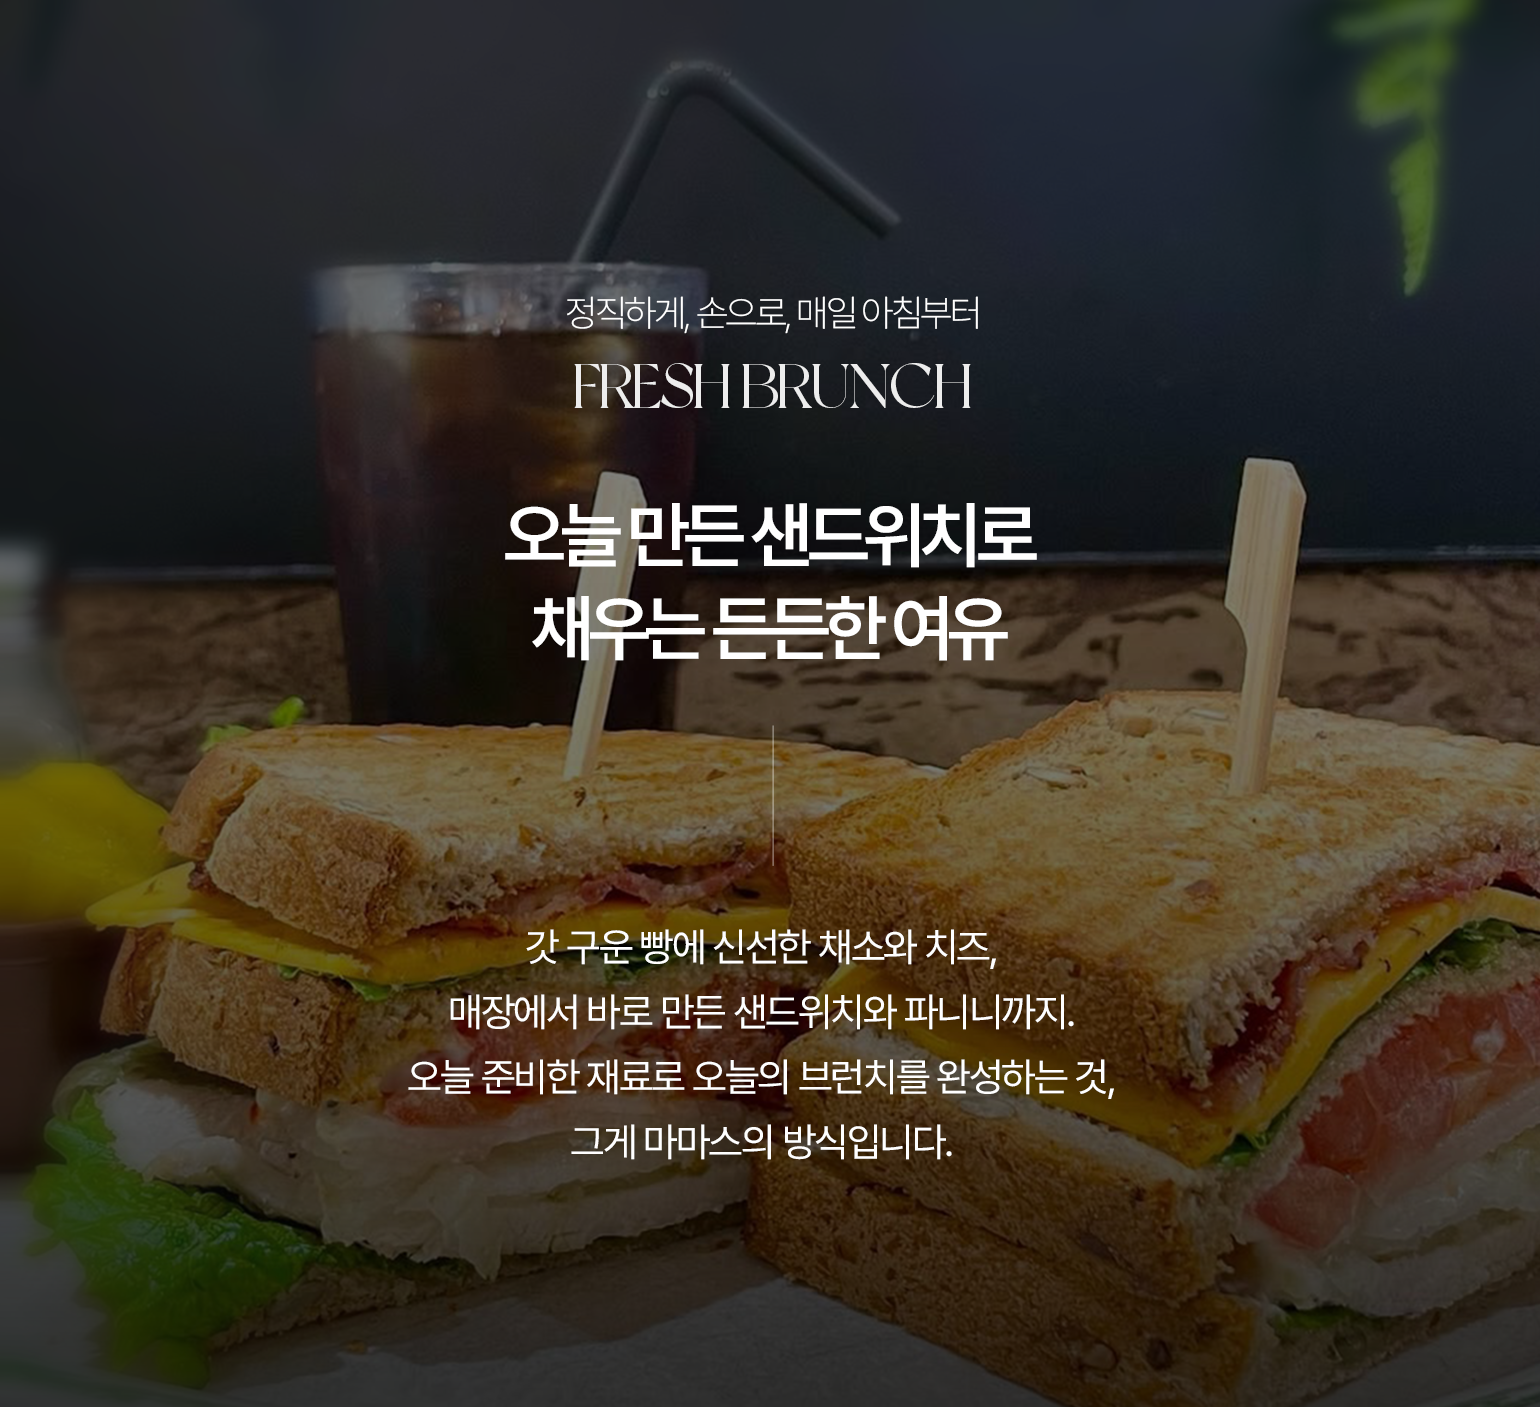 정직하게, 손으로, 매일 아침부터
FRESH BRUNCH
오늘 만든 샌드위치로
채우는 든든한 여유
갓 구운 빵에 신선한 채소와 치즈,
매장에서 바로 만든 샌드위치와 파니니까지.
오늘 준비한 재료로 오늘의 브런치를 완성하는 것,
그게 마마스의 방식입니다.